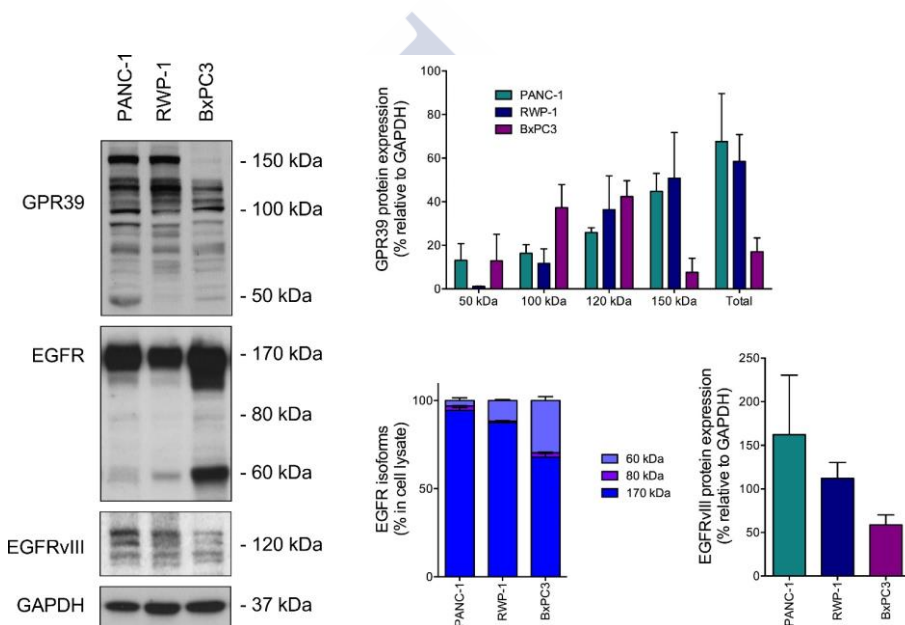 PANC-1
RWP-1
BxPC3
GPR39
- 150 kDa
- 100 kDa
- 50 kDa
EGFR
- 170 kDa
- 80 kDa
- 60 kDa
EGFRvIII
- 120 kDa
GAPDH
- 37 kDa
GPR39 protein expression
(% relative to GAPDH)
100
80
60
40
20
0
PANC-1
RWP-1
BxPC3
50 kDa
100 kDa
120 kDa
150 kDa
Total
EGFR isoforms
(% in cell lysate)
100
50
0
PANC-1
RWP-1
BxPC3
60 kDa
80 kDa
170 kDa
EGFRvIII protein expression
(% relative to GAPDH)
250
200
150
100
50
0
PANC-1
RWP-1
BxPC3